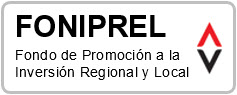 FONIPREL
Fondo de Promoción a la
Inversión Regional y Local